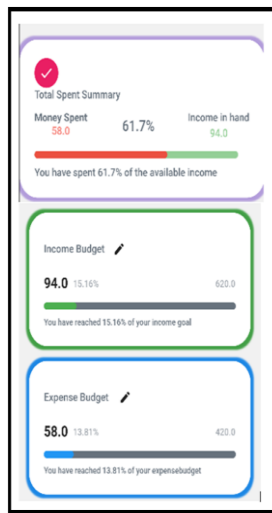 Total Spent Summary
Money Spent 61.7% Income in hand
58.0 94.0
You have spent 61.7% of the available income
Income Budget
94.0 15.16% 620.0
You have reached 15.16% of your income goal
Expense Budget
58.0 13.81% 420.0
You have reached 13.81% of your expensebudget